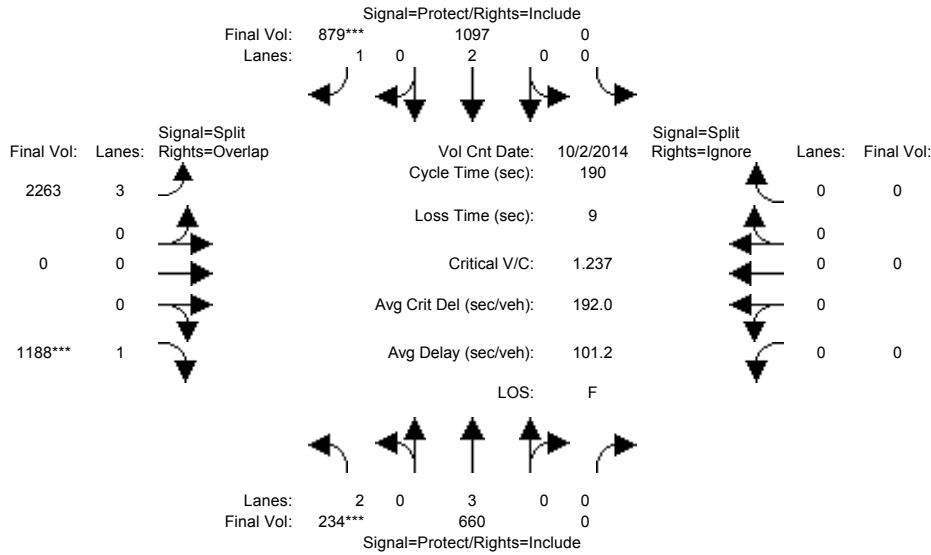 Signal=Protect/Rights=Include
Final Vol: 879*** 1097 0
Lanes: 1 0 2 0 0
Signal=Split Signal=Split
Final Vol: Lanes: Rights=Overlap Vol Cnt Date: 10/2/2014 Rights=Ignore Lanes: Final Vol:
Cycle Time (sec): 190
2263 3 0 0
Loss Time (sec): 9
0 0
0 0 Critical V/C: 1.237 0 0
0 Avg Crit Del (sec/veh): 192.0 0
1188*** 1 Avg Delay (sec/veh): 101.2 0 0
LOS: F
Lanes: 2 0 3 0 0
Final Vol: 234*** 660 0
Signal=Protect/Rights=Include